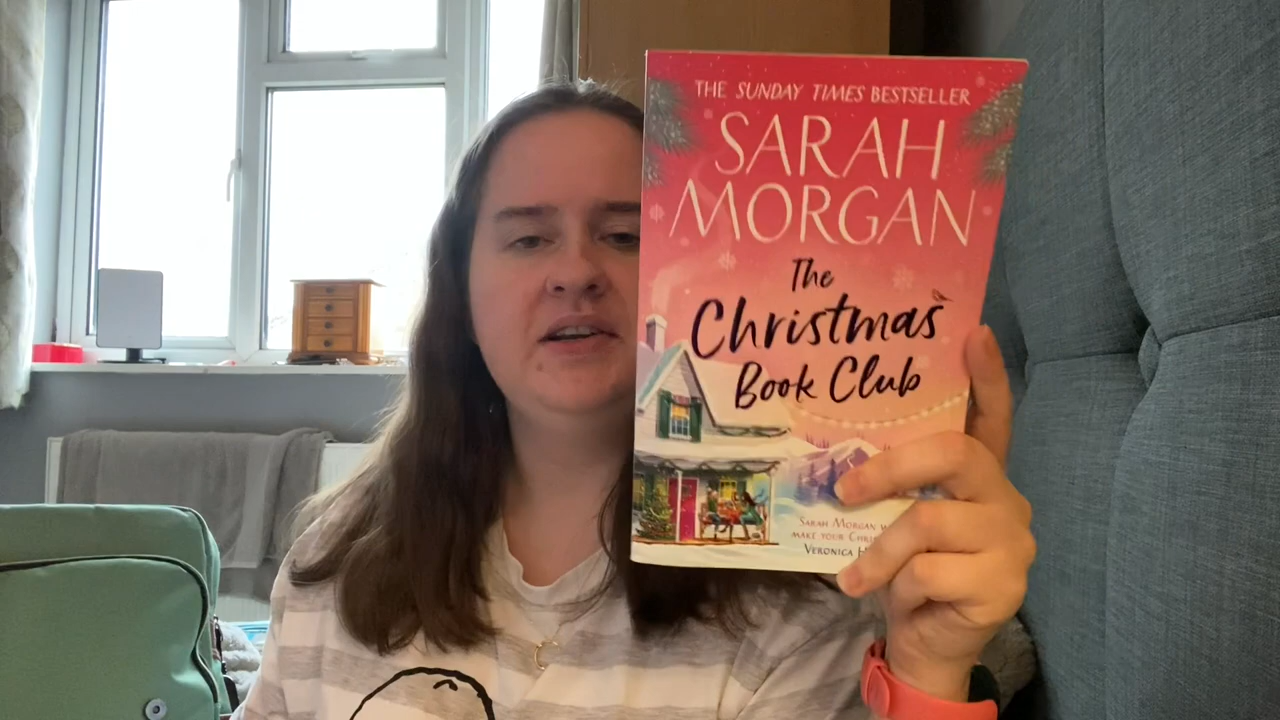 THE SUNDAY TIMES BESTSELLER
SARAH
MORGAN
The
Christmas
Book Club
SARAH MORGAN
MAKE YOUR
VERONICA